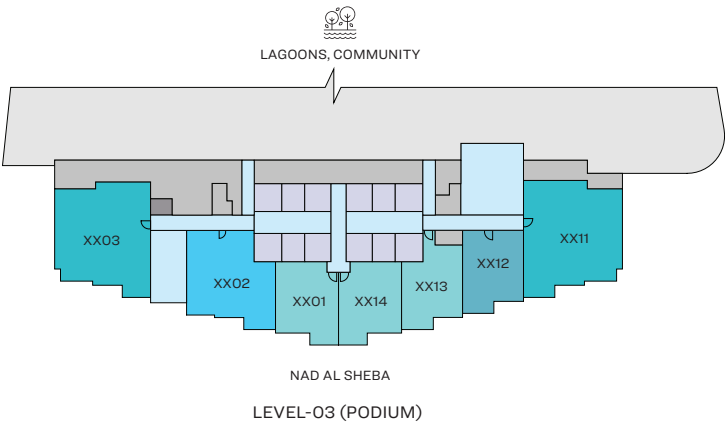 LAGOONS, COMMUNITY
XX03
XX11
XX02
XX12
XX13
XX01
XX14
NAD AL SHEBA
LEVEL-03 (PODIUM)